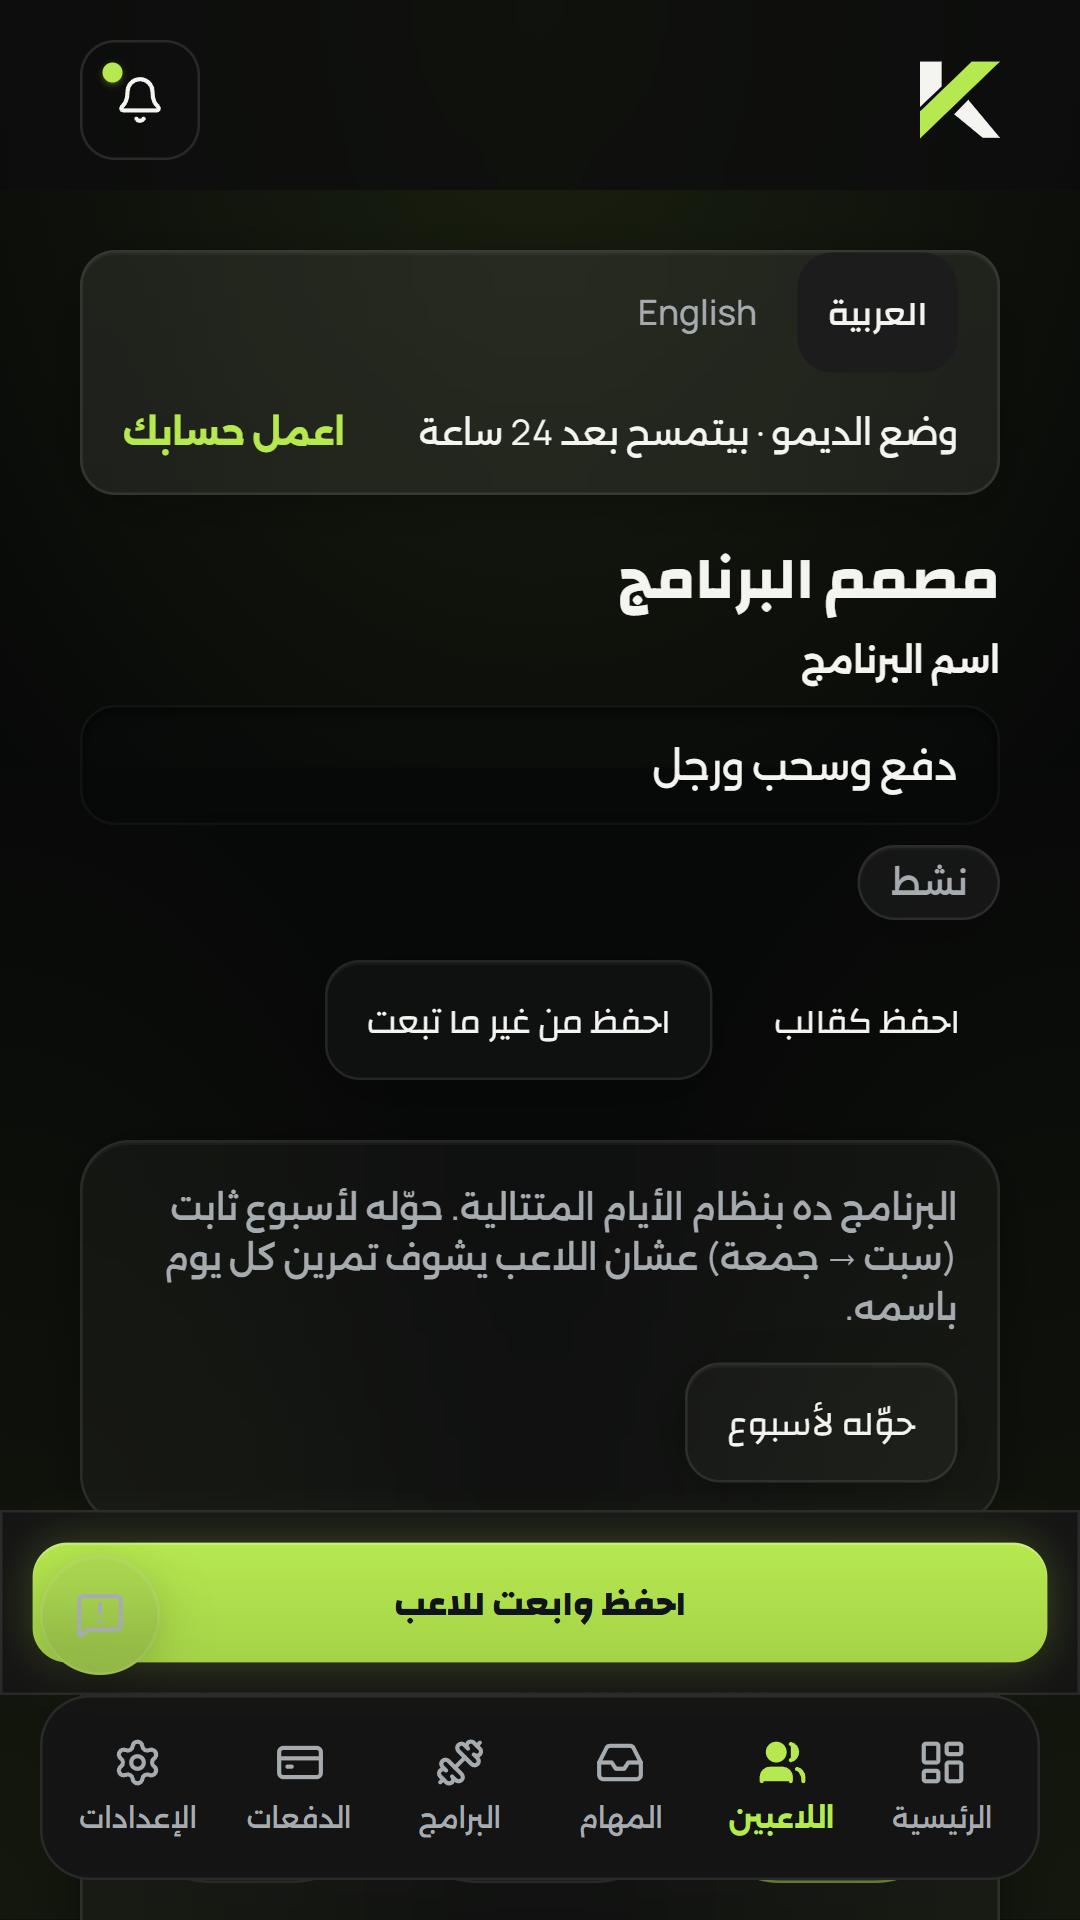 العربية
English
وضع الديمو · بيتمسح بعد 24 ساعة
اعمل حسابك
مصمم البرنامج
اسم البرنامج
دفع وسحب ورجل
نشط
احفظ كقالب
احفظ من غير ما تبعت
البرنامج ده بنظام الأيام المتتالية. حوّله لأسبوع ثابت
(سبت → جمعة) عشان اللاعب يشوف تمرين كل يوم
باسمه.
حوّله لأسبوع
احفظ وابعت للاعب
الرئيسية
اللاعبين
المهام
البرامج
الدفعات
الإعدادات